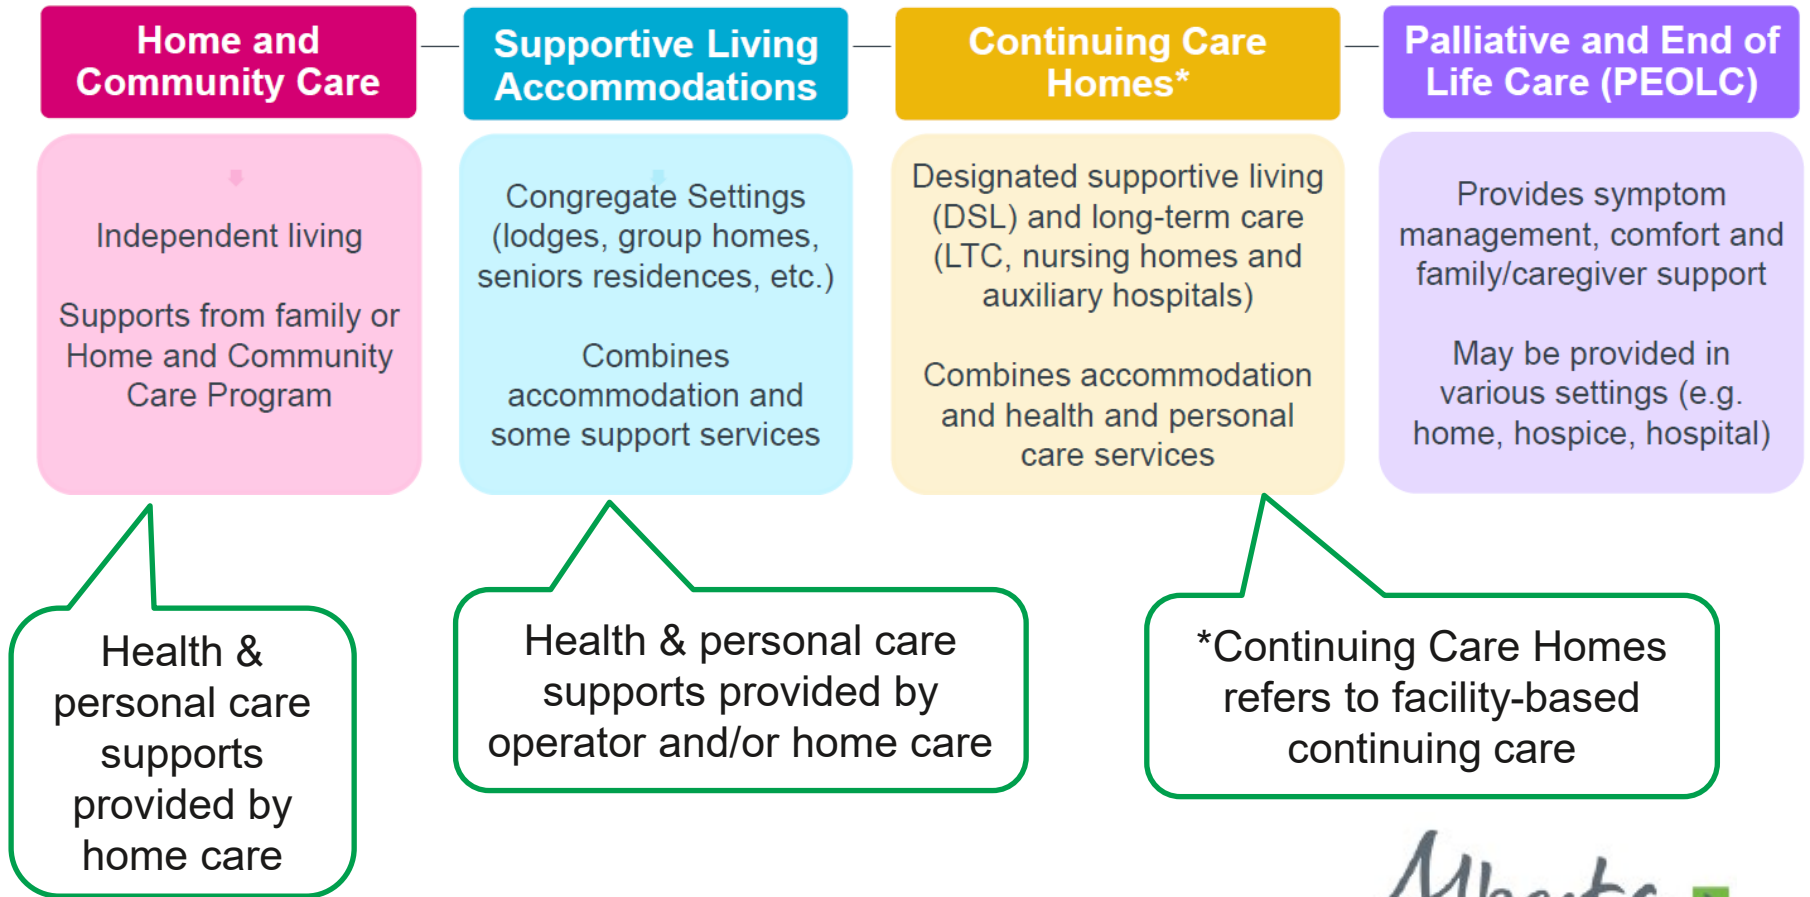 Home and
Community Care
Supportive Living
Accommodations
Continuing Care
Homes*
Palliative and End of
Life Care (PEOLC)
Independent living
Supports from family or
Home and Community
Care Program
Congregate Settings
(lodges, group homes,
seniors residences, etc.)
Combines
accommodation and
some support services
Designated supportive living
(DSL) and long-term care
(LTC, nursing homes and
auxiliary hospitals)
Combines accommodation
and health and personal
care services
Provides symptom
management, comfort and
family/caregiver support
May be provided in
various settings (e.g.
home, hospice, hospital)
Health &
personal care
supports
provided by
home care
Health & personal care
supports provided by
operator and/or home care
*Continuing Care Homes
refers to facility-based
continuing care
Alberta